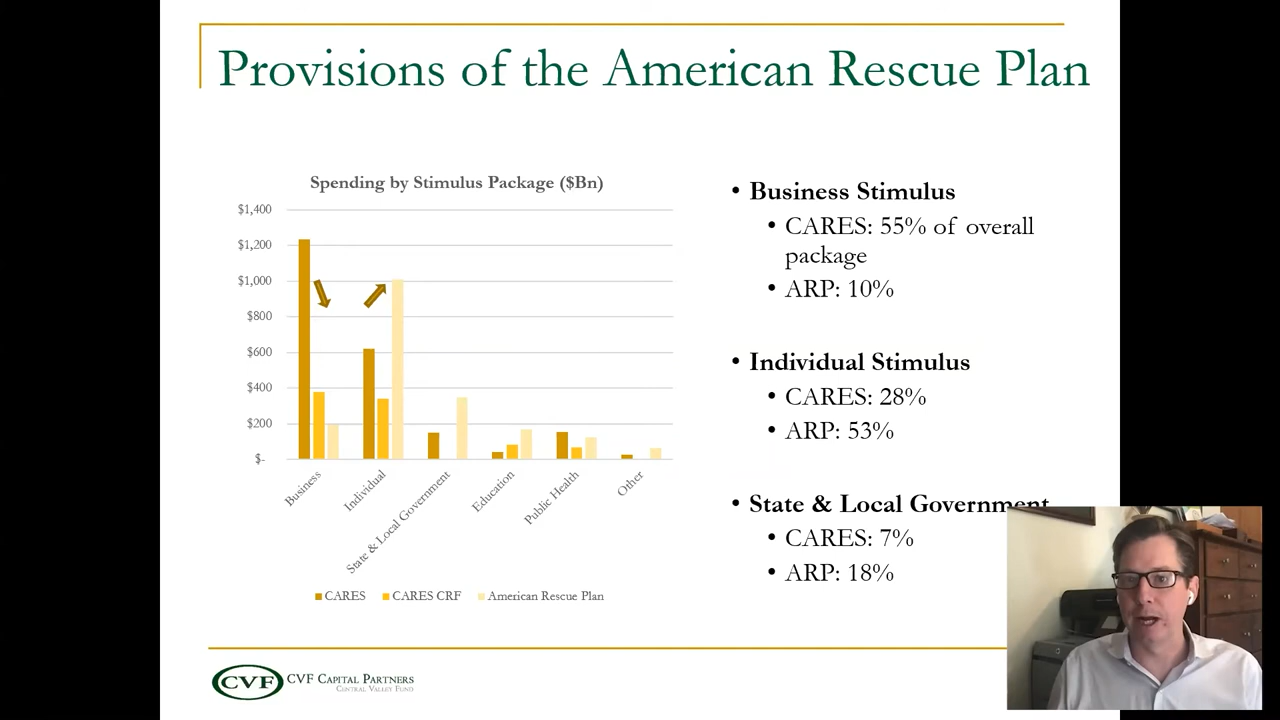 Provisions of the American Rescue Plan
Spending by Stimulus Package ($Bn)
$1,400
$1,200
$1,000
$800
$600
$400
$200
$-
Business
Individual
State & Local Government
Education
Public Health
Other
CARES
CARES CRF
American Rescue Plan
• Business Stimulus
• CARES: 55% of overall
package
• ARP: 10%
• Individual Stimulus
• CARES: 28%
• ARP: 53%
• State & Local Government
• CARES: 7%
• ARP: 18%
CVF
CVF CAPITAL PARTNERS
CENTRAL VALLEY FUND